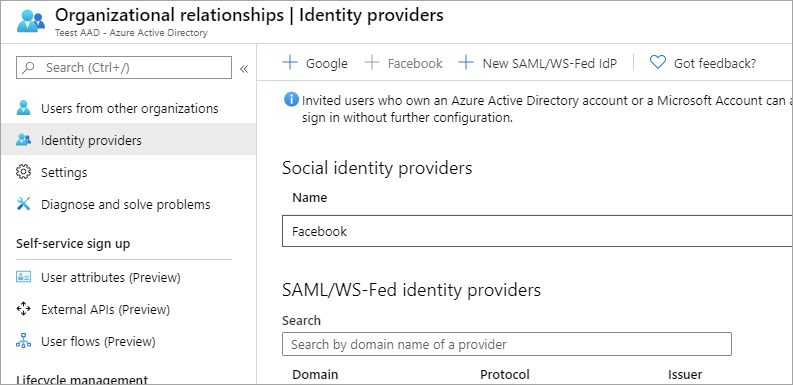 Organizational relationships | Identity providers
Teest AAD - Azure Active Directory
Search (Ctrl+/)
«
Google
Facebook
New SAML/WS-Fed IdP
Got feedback?
Users from other organizations
Identity providers
Settings
Diagnose and solve problems
Self-service sign up
User attributes (Preview)
External APIs (Preview)
User flows (Preview)
Lifecycle management
Invited users who own an Azure Active Directory account or a Microsoft Account can a
sign in without further configuration.
Social identity providers
Name
Facebook
SAML/WS-Fed identity providers
Search
Search by domain name of a provider
Domain Protocol Issuer